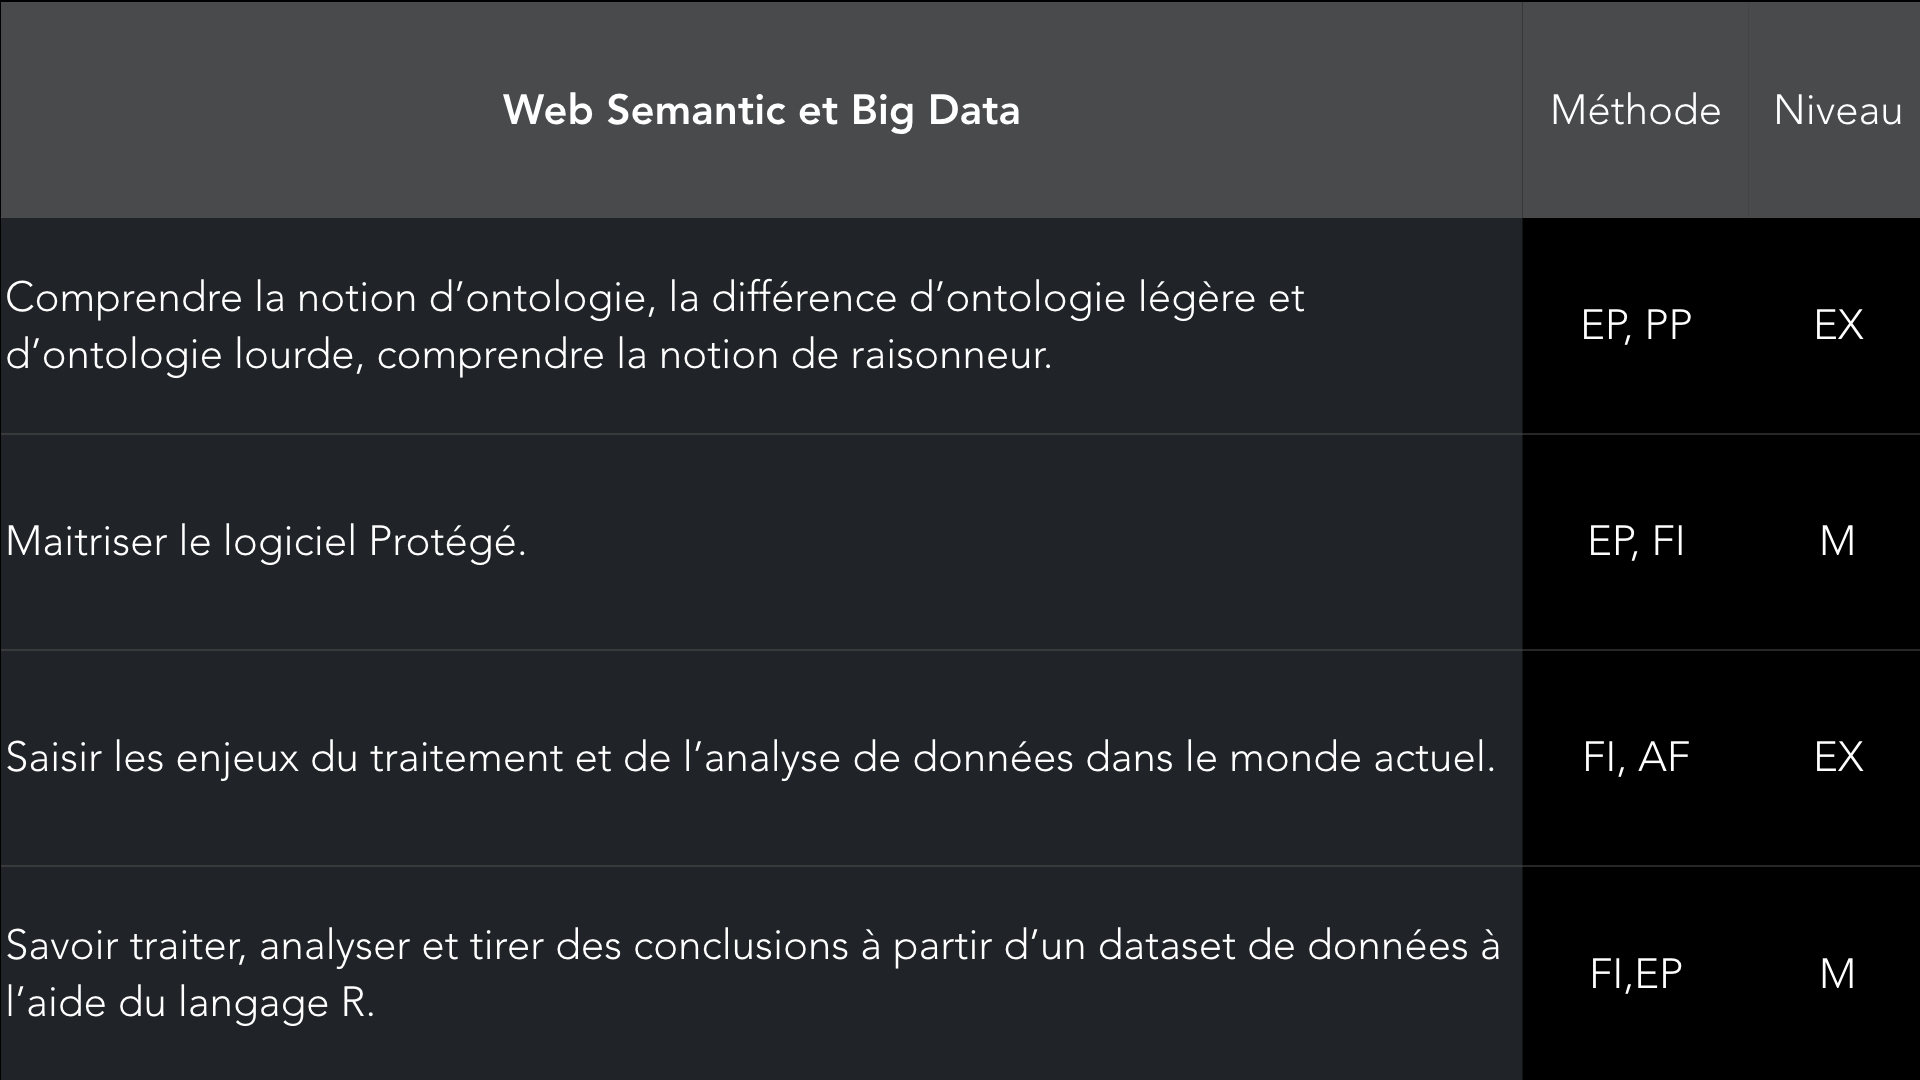 Web Semantic et Big Data
Méthode
Niveau
Comprendre la notion d’ontologie, la différence d’ontologie légère et
d’ontologie lourde, comprendre la notion de raisonneur.
EP, PP
EX
Maitriser le logiciel Protégé.
EP, FI
M
Saisir les enjeux du traitement et de l’analyse de données dans le monde actuel.
FI, AF
EX
Savoir traiter, analyser et tirer des conclusions à partir d’un dataset de données à
l’aide du langage R.
FI,EP
M